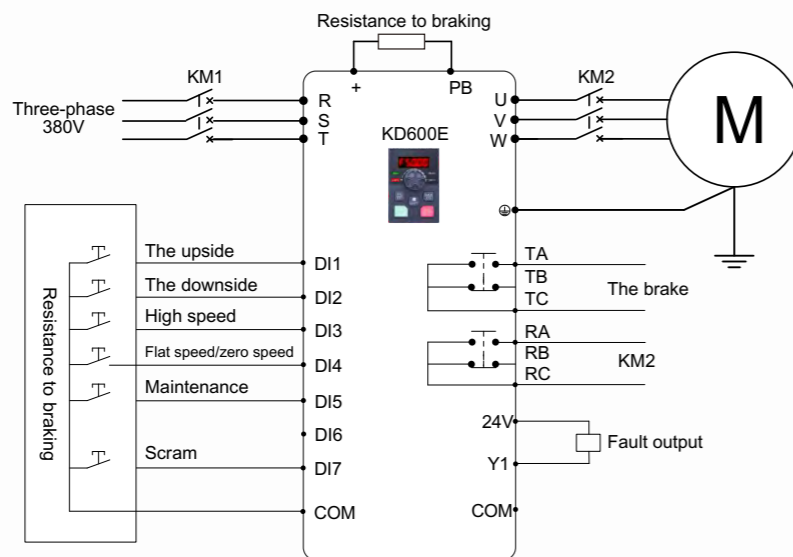 Resistance to braking
KM1
+
PB
KM2
Three-phase
380V
R
S
T
KD600E
U
V
W
M
Resistance to braking
The upside
DI1
The downside
DI2
High speed
DI3
Flat speed/zero speed
DI4
Maintenance
DI5
DI6
Scram
DI7
COM
TA
TB
TC
The brake
RA
RB
RC
KM2
24V
Y1
Fault output
COM